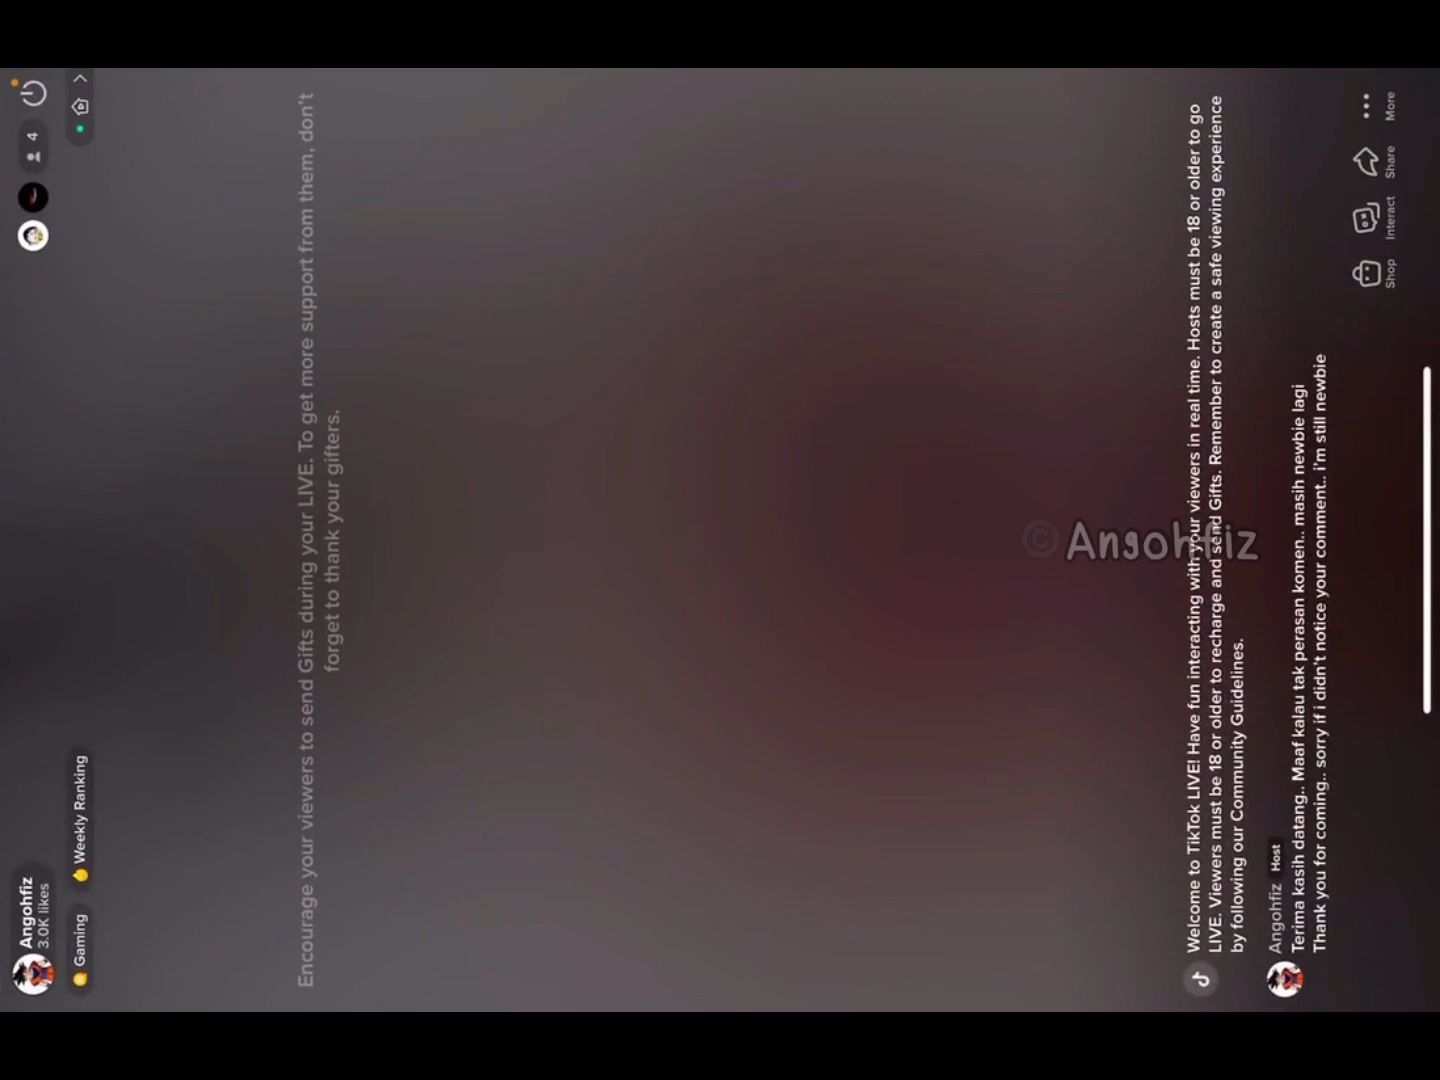 Angohfiz
3.0K likes
4
Gaming
Weekly Ranking
Encourage your viewers to send Gifts during your LIVE. To get more support from them, don't
forget to thank your gifters.
Welcome to TikTok LIVE! Have fun interacting with your viewers in real time. Hosts must be 18 or older to go
LIVE. Viewers must be 18 or older to recharge and send Gifts. Remember to create a safe viewing experience
by following our Community Guidelines.
Angohfiz Host
Terima kasih datang.. Maaf kalau tak perasan komen.. masih newbie lagi
Thank you for coming.. sorry if i didn't notice your comment.. i'm still newbie
Shop
Interact
Share
More
© Angohfiz